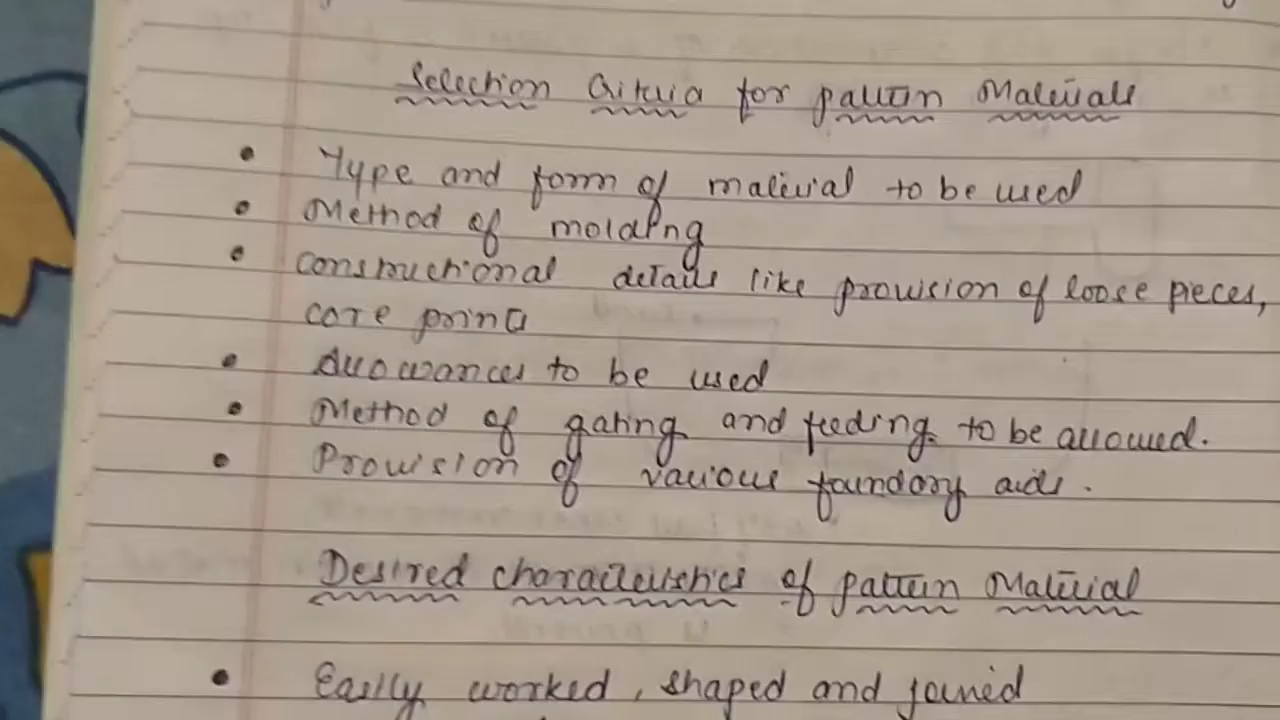 Selection Criteria for pattern Materials
• Type and form of material to be used
• Method of molding
• constructional details like provision of loose pieces,
core print
• Allowances to be used
• Method of gating and feeding to be allowed.
• Provision of various foundory aids.
Desired characteristics of pattern Material
• Easily worked, shaped and joined